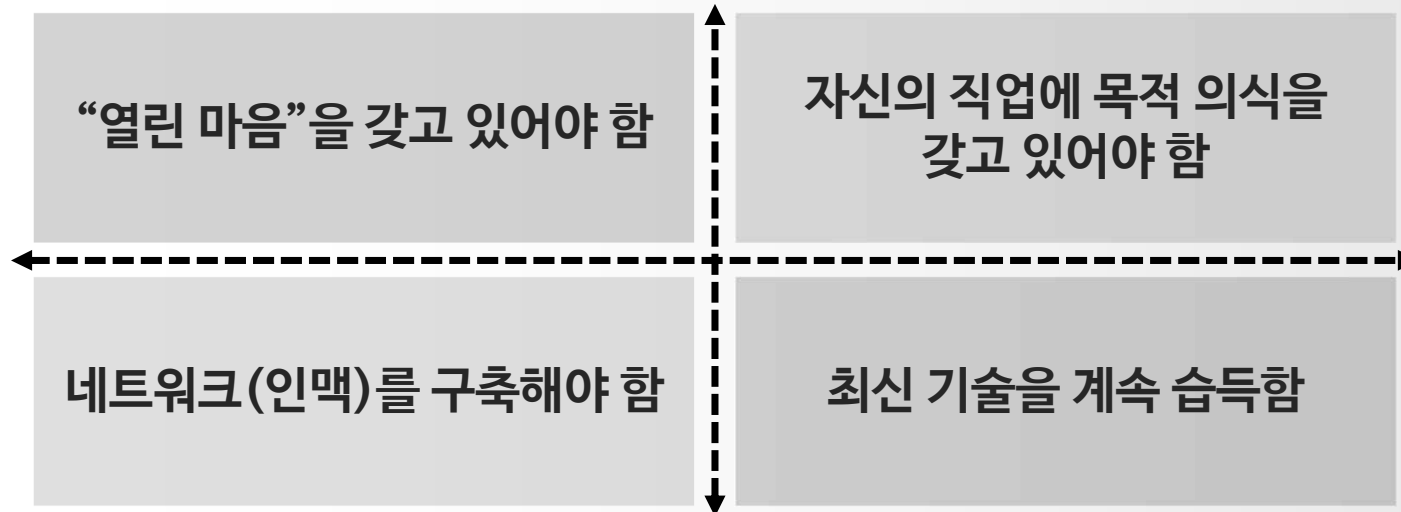 “열린 마음”을 갖고 있어야 함
자신의 직업에 목적 의식을
갖고 있어야 함
네트워크(인맥)를 구축해야 함
최신 기술을 계속 습득함